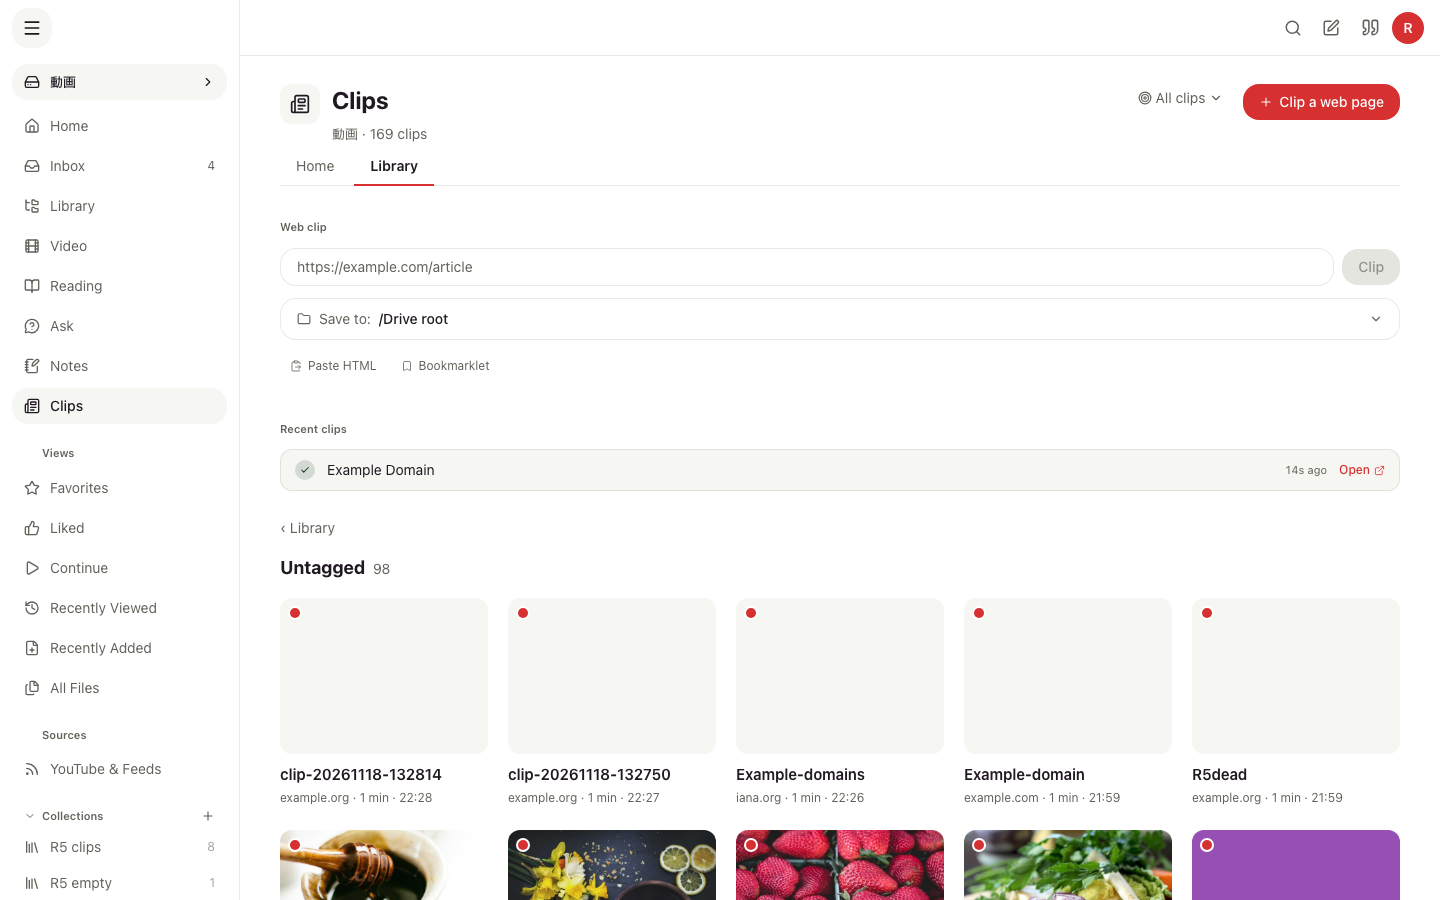 動画
Home
Inbox 4
Library
Video
Reading
Ask
Notes
Clips
Views
Favorites
Liked
Continue
Recently Viewed
Recently Added
All Files
Sources
YouTube & Feeds
Collections
R5 clips 8
R5 empty 1
R
Clips
動画 · 169 clips
All clips
Clip a web page
Home Library
Web clip
https://example.com/article Clip
Save to: /Drive root
Paste HTML Bookmarklet
Recent clips
Example Domain 14s ago Open
‹ Library
Untagged 98
clip-20261118-132814
example.org · 1 min · 22:28
clip-20261118-132750
example.org · 1 min · 22:27
Example-domains
iana.org · 1 min · 22:26
Example-domain
example.com · 1 min · 21:59
R5dead
example.org · 1 min · 21:59